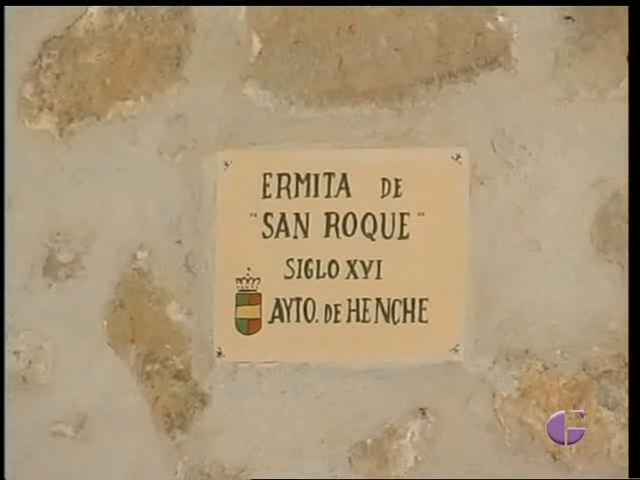 ERMITA DE
"SAN ROQUE"
SIGLO XVI
AYTO. DE HENCHE